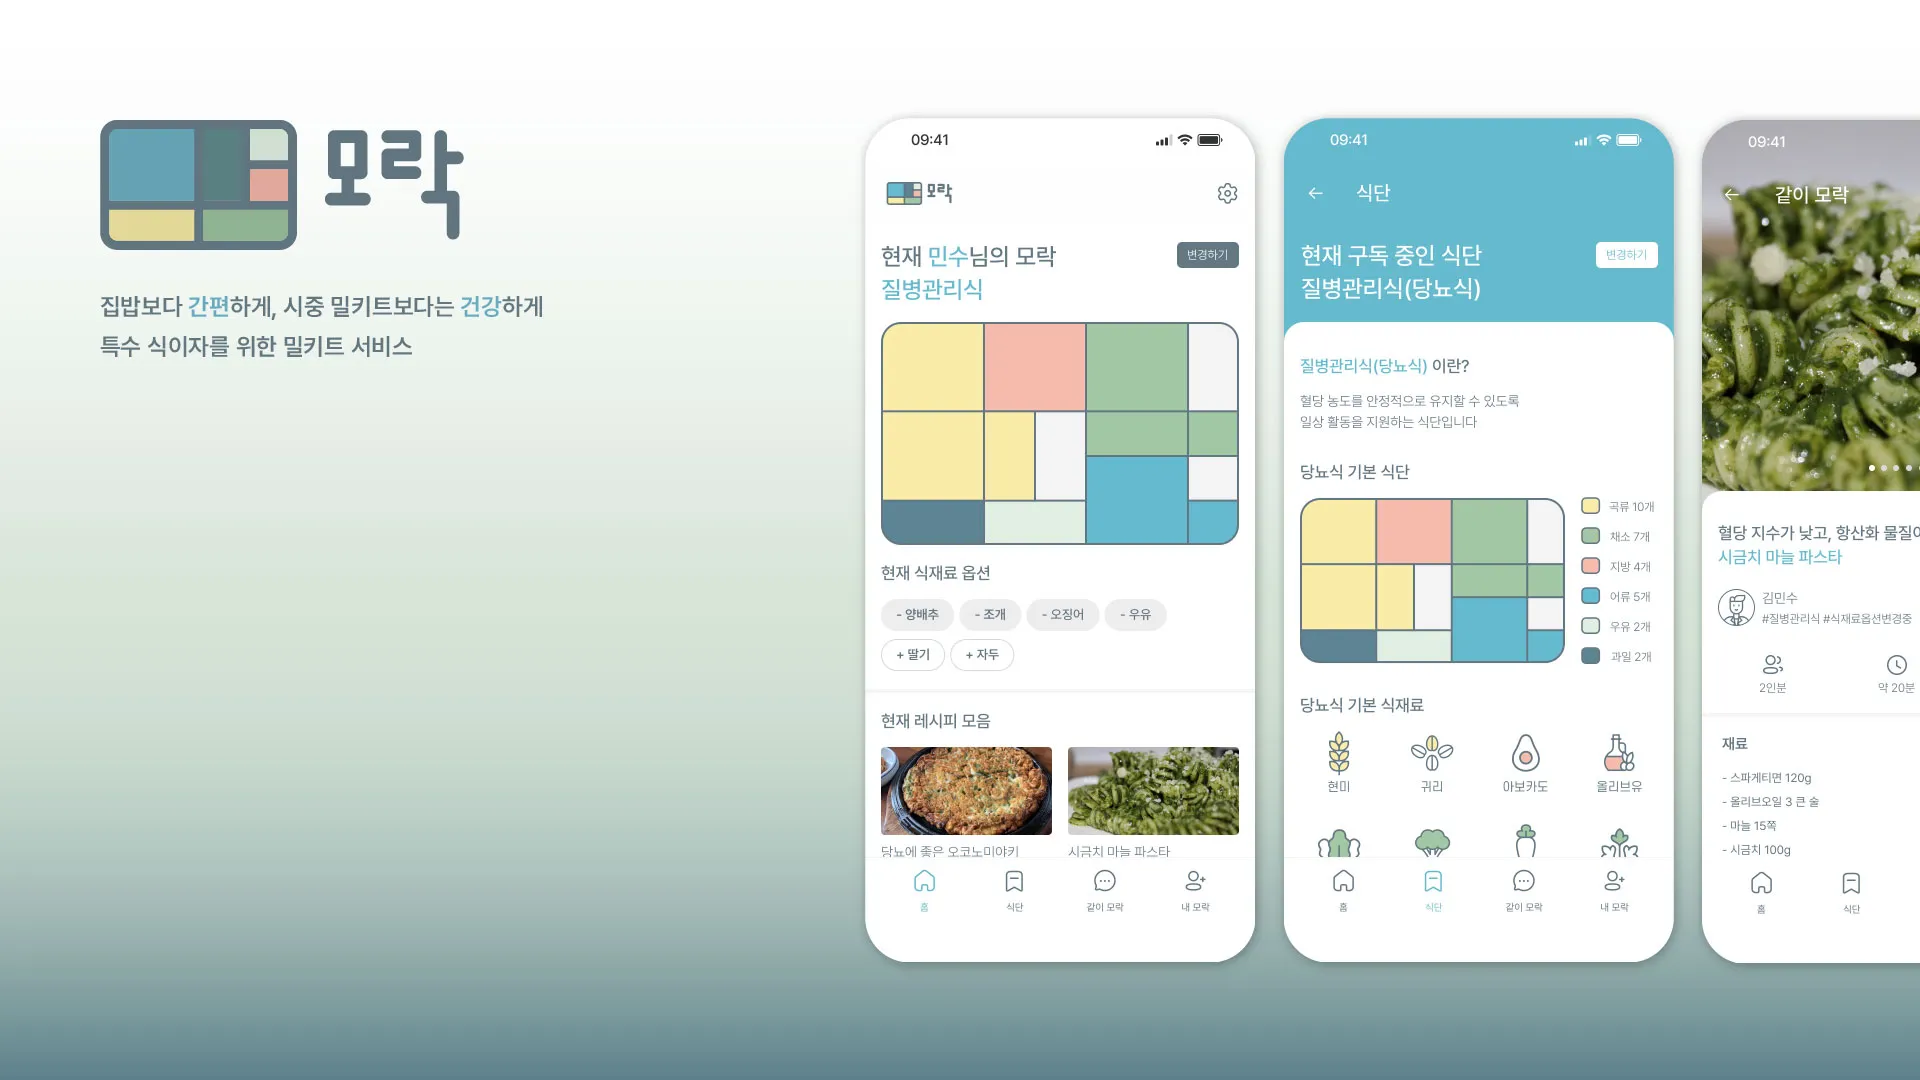 모락
집밥보다 간편하게, 시중 밀키트보다는 건강하게
특수 식이자를 위한 밀키트 서비스
09:41
모락
현재 민수님의 모락
변경하기
질병관리식
현재 식재료 옵션
- 양배추
- 조개
- 오징어
- 우유
+ 딸기
+ 자두
현재 레시피 모음
당뇨에 좋은 오코노미야키
시금치 마늘 파스타
홈
식단
같이 모락
내 모락
09:41
식단
현재 구독 중인 식단
변경하기
질병관리식(당뇨식)
질병관리식(당뇨식) 이란?
혈당 농도를 안정적으로 유지할 수 있도록
일상 활동을 지원하는 식단입니다
당뇨식 기본 식단
곡류 10개
채소 7개
지방 4개
어류 5개
우유 2개
과일 2개
당뇨식 기본 식재료
현미
귀리
아보카도
올리브유
홈
식단
같이 모락
내 모락
09:41
같이 모락
혈당 지수가 낮고, 항산화 물질이
시금치 마늘 파스타
김민수
#질병관리식 #식재료옵션변경중
2인분
약 20분
재료
- 스파게티면 120g
- 올리브오일 3 큰 술
- 마늘 15쪽
- 시금치 100g
홈
식단